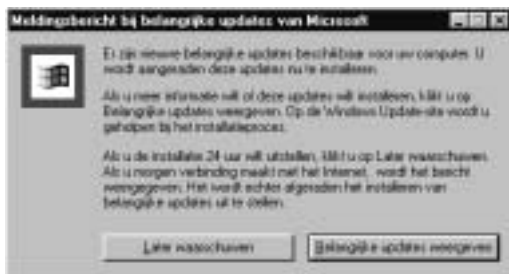 Meldingsbericht bij belangrijke updates van Microsoft
Er zijn nieuwe belangrijke updates beschikbaar voor uw computer. U
wordt aangeraden deze updates nu te installeren.
Als u meer informatie wilt of deze updates wilt installeren, klikt u op
Belangrijke updates weergeven. Op de Windows Update-site wordt u
geholpen bij het installatieproces.
Als u de installatie 24 uur wilt uitstellen, klikt u op Later waarschuwen.
Als u morgen verbinding maakt met het Internet, wordt het bericht
weergegeven. Het wordt echter afgeraden het installeren van
belangrijke updates uit te stellen.
Later waarschuwen
Belangrijke updates weergeven